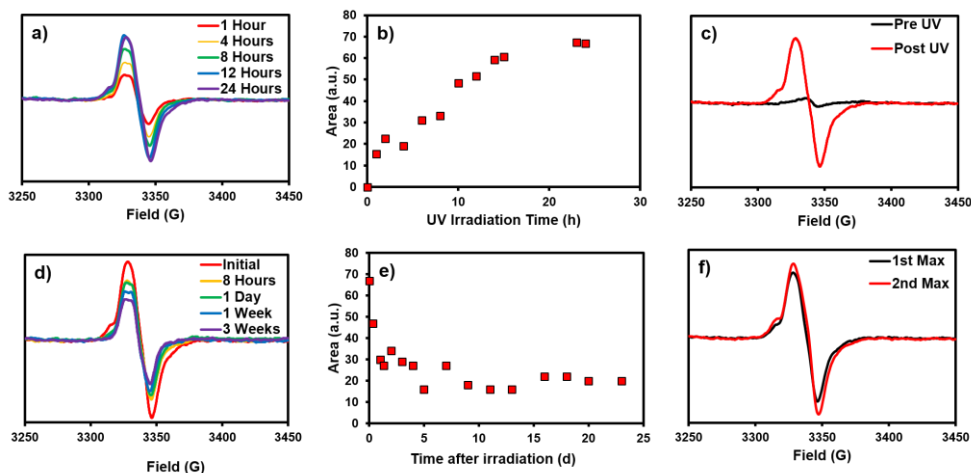 a)
1 Hour
4 Hours
8 Hours
12 Hours
24 Hours
3250 3300 3350 3400 3450
Field (G)
b)
Area (a.u.)
80
70
60
50
40
30
20
10
0
0 10 20 30
UV Irradiation Time (h)
c)
Pre UV
Post UV
3250 3300 3350 3400 3450
Field (G)
d)
Initial
8 Hours
1 Day
1 Week
3 Weeks
3250 3300 3350 3400 3450
Field (G)
e)
Area (a.u.)
80
70
60
50
40
30
20
10
0
0 5 10 15 20 25
Time after irradiation (d)
f)
1st Max
2nd Max
3250 3300 3350 3400 3450
Field (G)